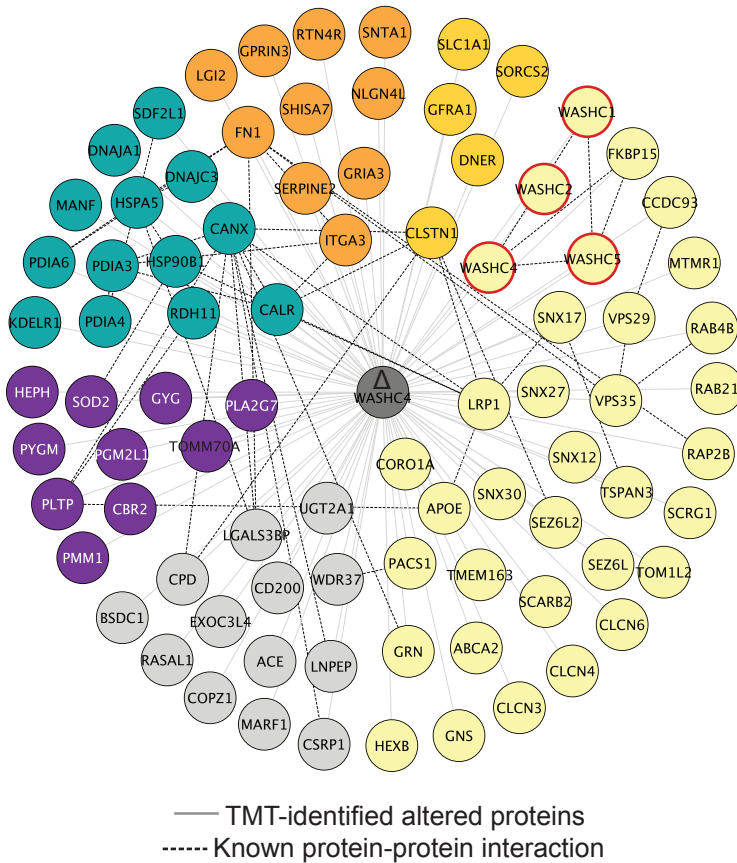 RTN4R
SNTA1
SLC1A1
GPRIN3
SORCS2
LGI2
NLGN4L
SHISA7
GFRA1
SDF2L1
WASHC1
FN1
DNAJA1
FKBP15
DNER
DNAJC3
GRIA3
SERPINE2
WASHC2
HSPA5
MANF
CCDC93
CANX
CLSTN1
ITGA3
PDIA6
PDIA3
HSP90B1
WASHC4
WASHC5
MTMR1
CALR
SNX17
VPS29
KDELR1
PDIA4
RDH11
RAB4B
Δ
HEPH
SOD2
GYG
PLA2G7
WASHC4
LRP1
SNX27
VPS35
RAB21
PYGM
PGM2L1
TOMM70A
CORO1A
SNX12
RAP2B
PLTP
CBR2
UGT2A1
APOE
SNX30
TSPAN3
SCRG1
SEZ6L2
LGALS3BP
PMM1
CPD
CD200
WDR37
PACS1
TMEM163
SEZ6L
TOM1L2
BSDC1
EXOC3L4
SCARB2
CLCN6
RASAL1
ACE
LNPEP
GRN
ABCA2
CLCN4
COPZ1
MARF1
CLCN3
CSRP1
HEXB
GNS
TMT-identified altered proteins
Known protein-protein interaction